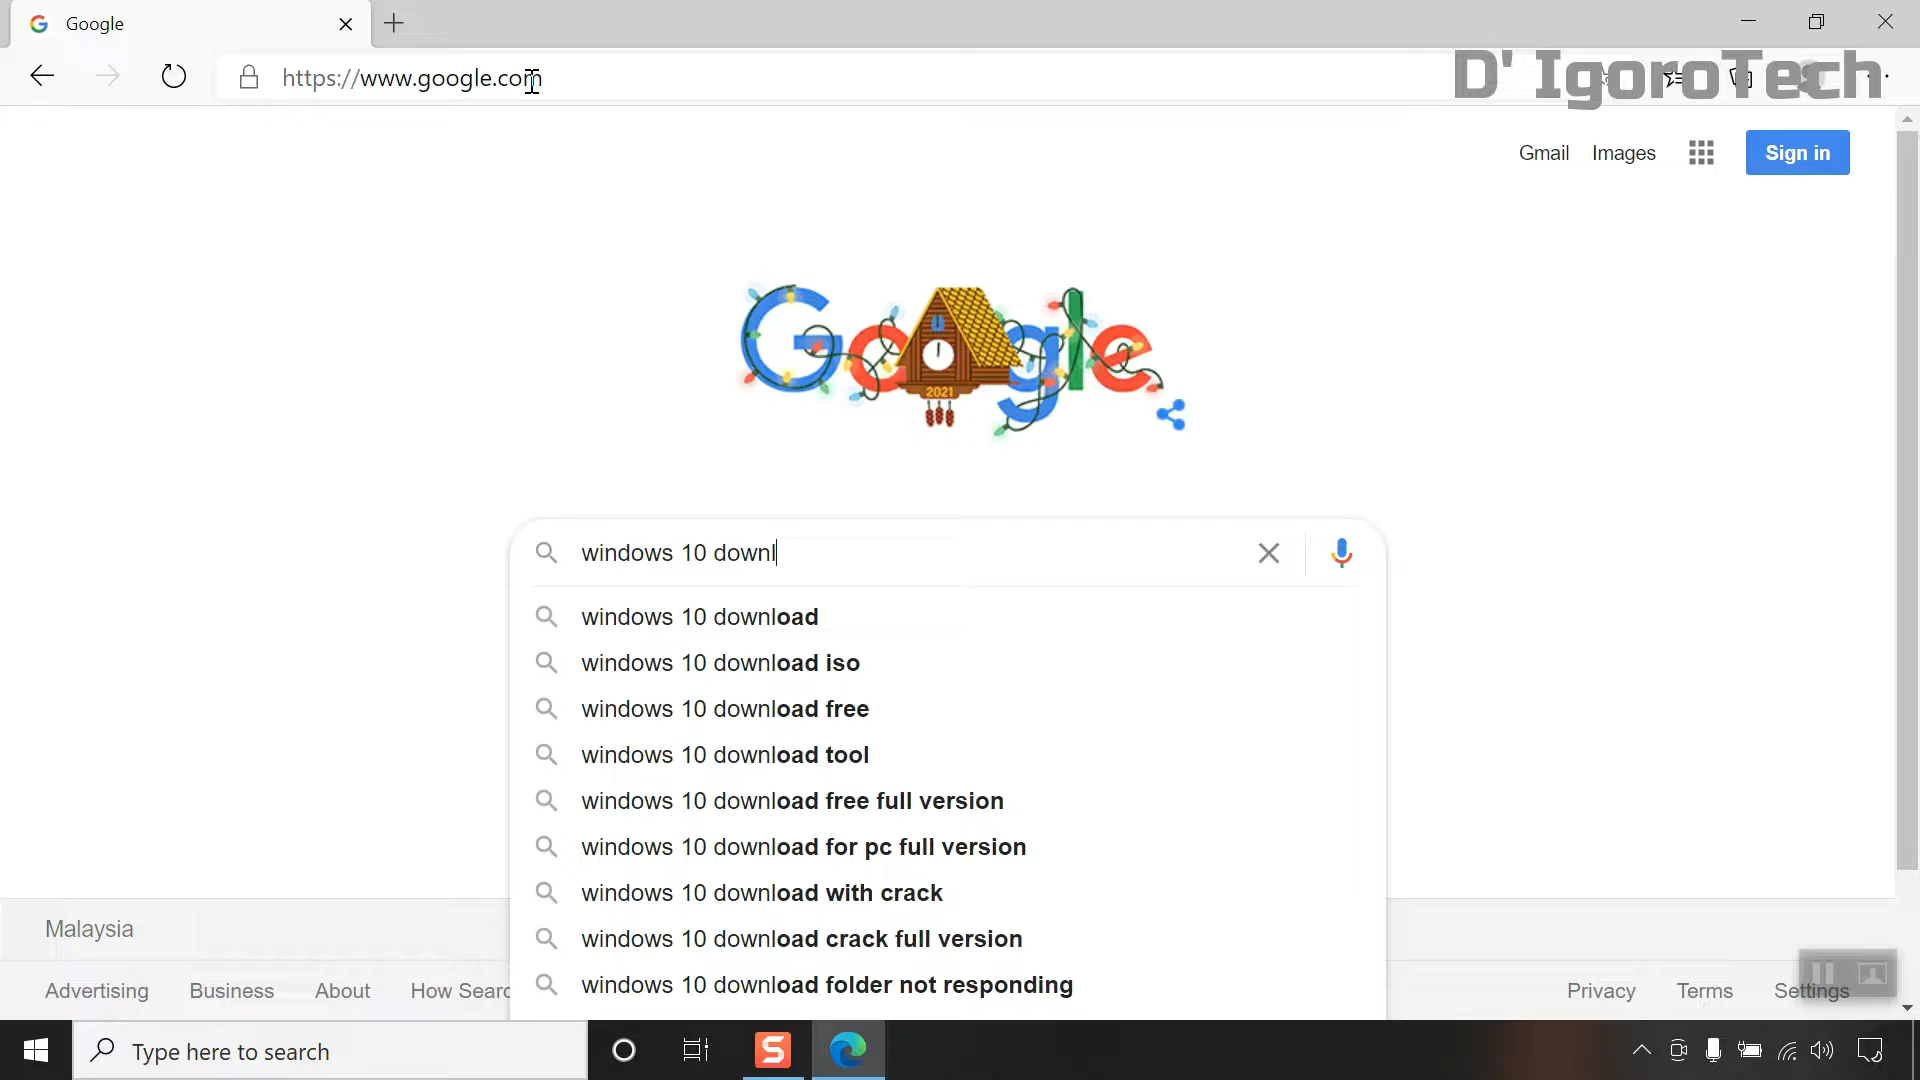 Google
https://www.google.com
D' IgoroTech
Gmail
Images
Sign in
Google
2021
windows 10 downl
windows 10 download
windows 10 download iso
windows 10 download free
windows 10 download tool
windows 10 download free full version
windows 10 download for pc full version
windows 10 download with crack
windows 10 download crack full version
windows 10 download folder not responding
Malaysia
Advertising
Business
About
How Searc
Privacy
Terms
Settings
Type here to search